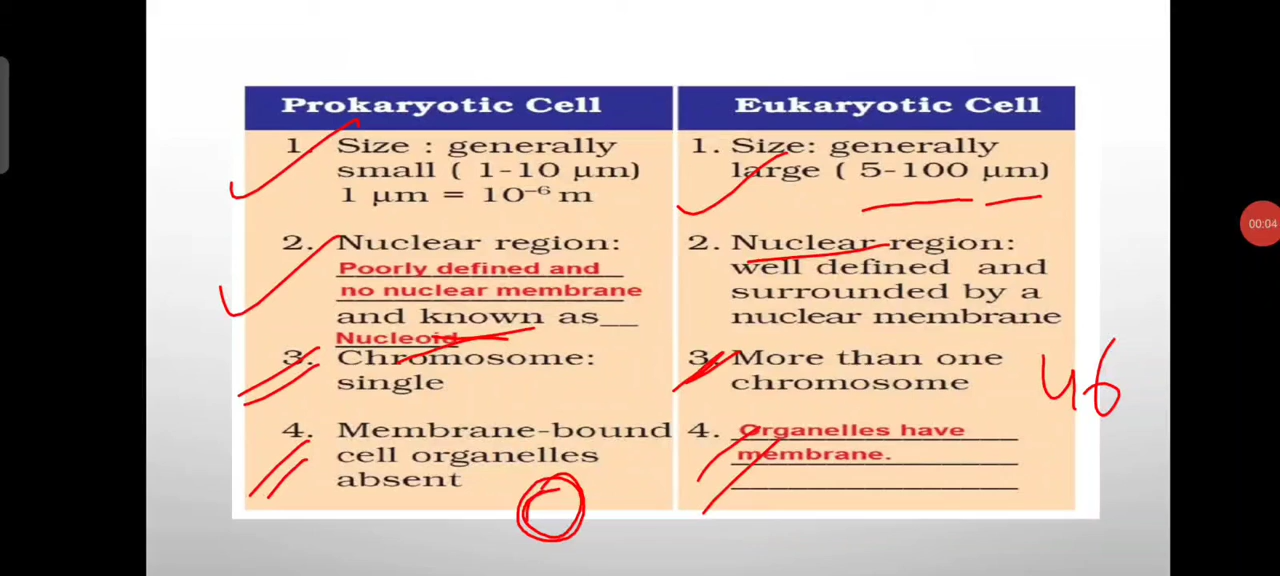 Prokaryotic Cell
1. Size : generally
small ( 1-10 μm)
1 μm = 10⁻⁶ m
2. Nuclear region:
Poorly defined and
no nuclear membrane
and known as__
Nucleoid
3. Chromosome:
single
4. Membrane-bound
cell organelles
absent
Eukaryotic Cell
1. Size: generally
large ( 5-100 μm)
2. Nuclear region:
well defined and
surrounded by a
nuclear membrane
3. More than one
chromosome
46
4. Organelles have
membrane.
00:04